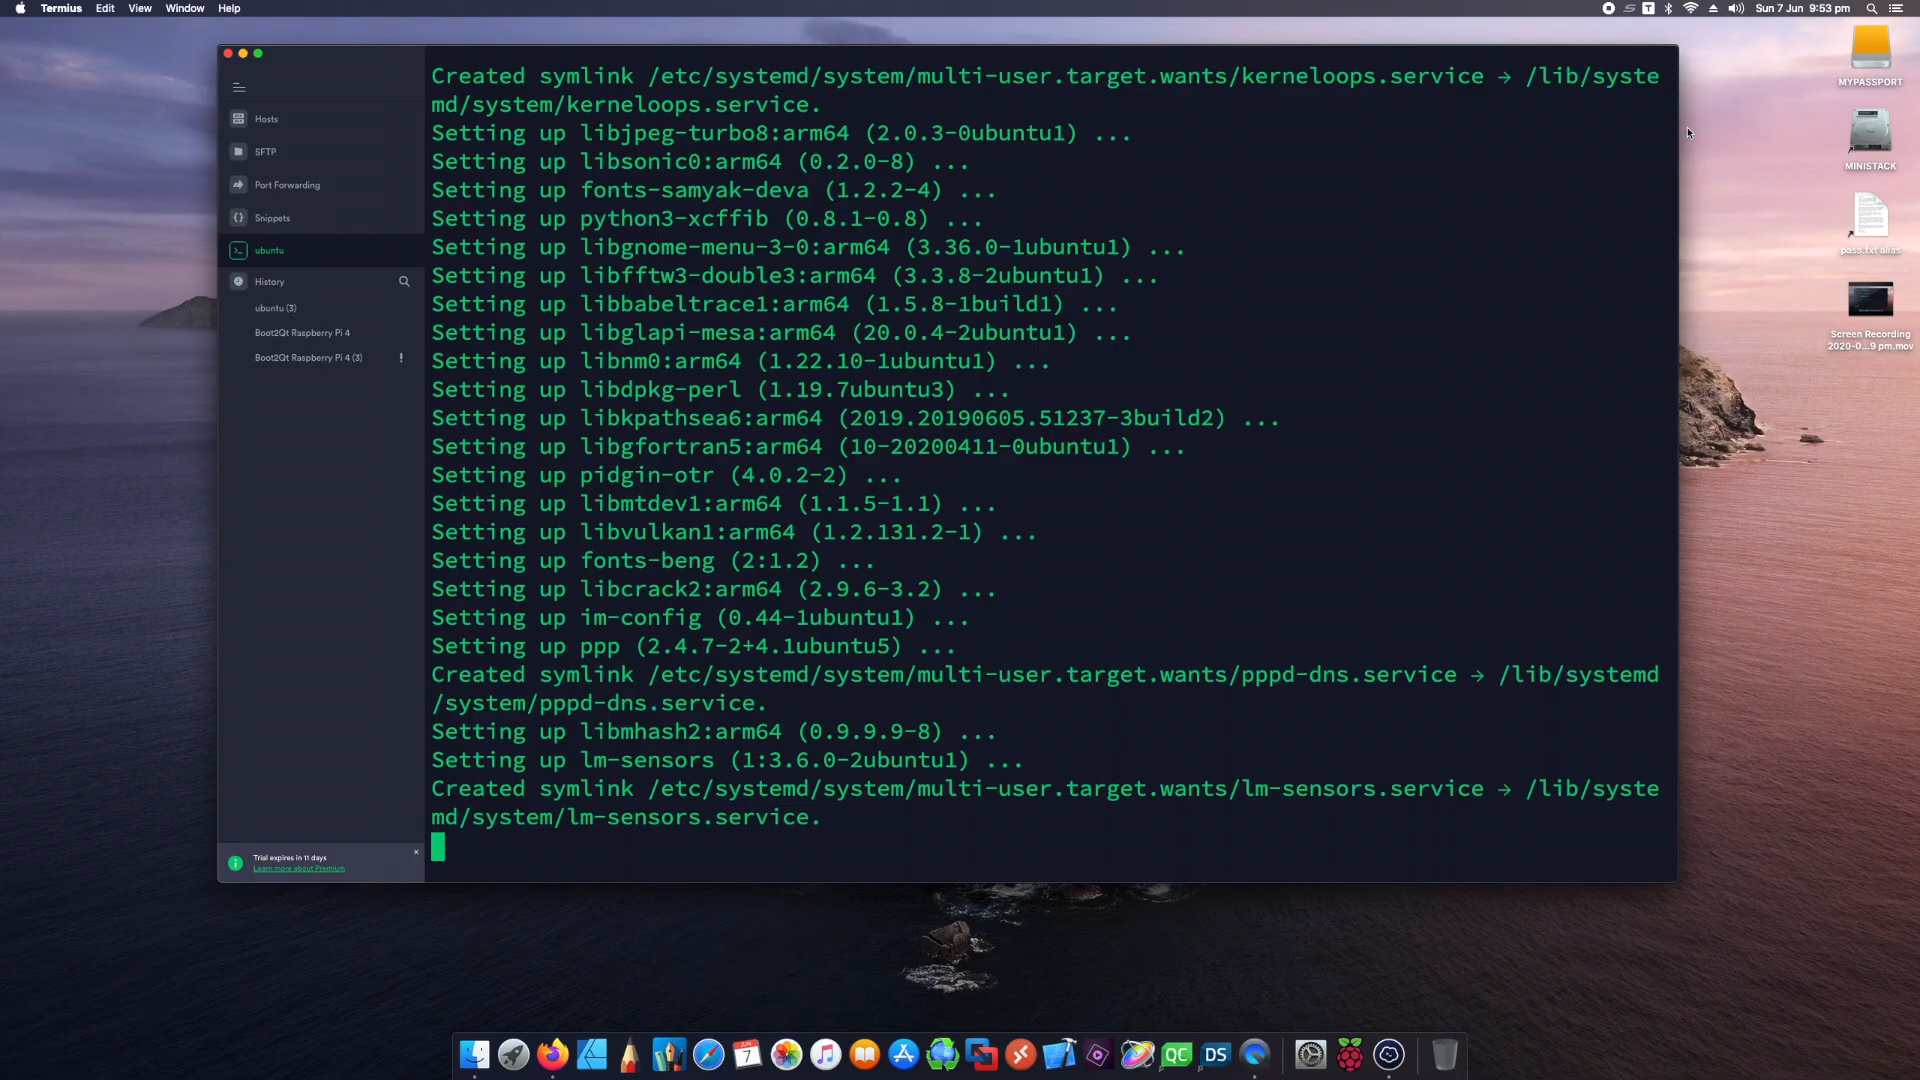 Termius Edit View Window Help
Sun 7 Jun 9:53 pm
Hosts
SFTP
Port Forwarding
Snippets
ubuntu
History
ubuntu (3)
Boot2Qt Raspberry Pi 4
Boot2Qt Raspberry Pi 4 (3) !
Trial expires in 11 days
Learn more about Premium
Created symlink /etc/systemd/system/multi-user.target.wants/kerneloops.service → /lib/syste
md/system/kerneloops.service.
Setting up libjpeg-turbo8:arm64 (2.0.3-0ubuntu1) ...
Setting up libsonic0:arm64 (0.2.0-8) ...
Setting up fonts-samyak-deva (1.2.2-4) ...
Setting up python3-xcffib (0.8.1-0.8) ...
Setting up libgnome-menu-3-0:arm64 (3.36.0-1ubuntu1) ...
Setting up libfftw3-double3:arm64 (3.3.8-2ubuntu1) ...
Setting up libbabeltrace1:arm64 (1.5.8-1build1) ...
Setting up libglapi-mesa:arm64 (20.0.4-2ubuntu1) ...
Setting up libnm0:arm64 (1.22.10-1ubuntu1) ...
Setting up libdpkg-perl (1.19.7ubuntu3) ...
Setting up libkpathsea6:arm64 (2019.20190605.51237-3build2) ...
Setting up libgfortran5:arm64 (10-20200411-0ubuntu1) ...
Setting up pidgin-otr (4.0.2-2) ...
Setting up libmtdev1:arm64 (1.1.5-1.1) ...
Setting up libvulkan1:arm64 (1.2.131.2-1) ...
Setting up fonts-beng (2:1.2) ...
Setting up libcrack2:arm64 (2.9.6-3.2) ...
Setting up im-config (0.44-1ubuntu1) ...
Setting up ppp (2.4.7-2+4.1ubuntu5) ...
Created symlink /etc/systemd/system/multi-user.target.wants/pppd-dns.service → /lib/systemd
/system/pppd-dns.service.
Setting up libmhash2:arm64 (0.9.9.9-8) ...
Setting up lm-sensors (1:3.6.0-2ubuntu1) ...
Created symlink /etc/systemd/system/multi-user.target.wants/lm-sensors.service → /lib/syste
md/system/lm-sensors.service.
MYPASSPORT
MINISTACK
pass.txt alias
Screen Recording
2020-0...9 pm.mov
JUN
7
QC
DS